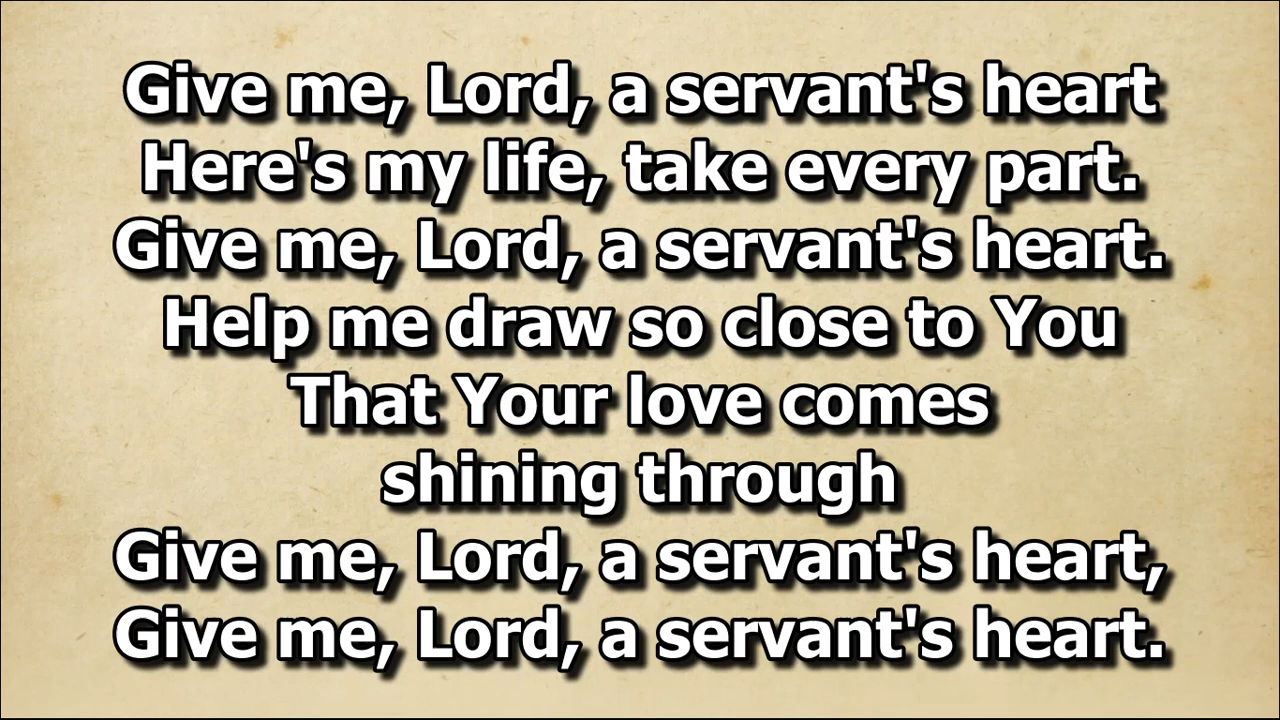 Give me, Lord, a servant's heart
Here's my life, take every part.
Give me, Lord, a servant's heart.
Help me draw so close to You
That Your love comes
shining through
Give me, Lord, a servant's heart,
Give me, Lord, a servant's heart.